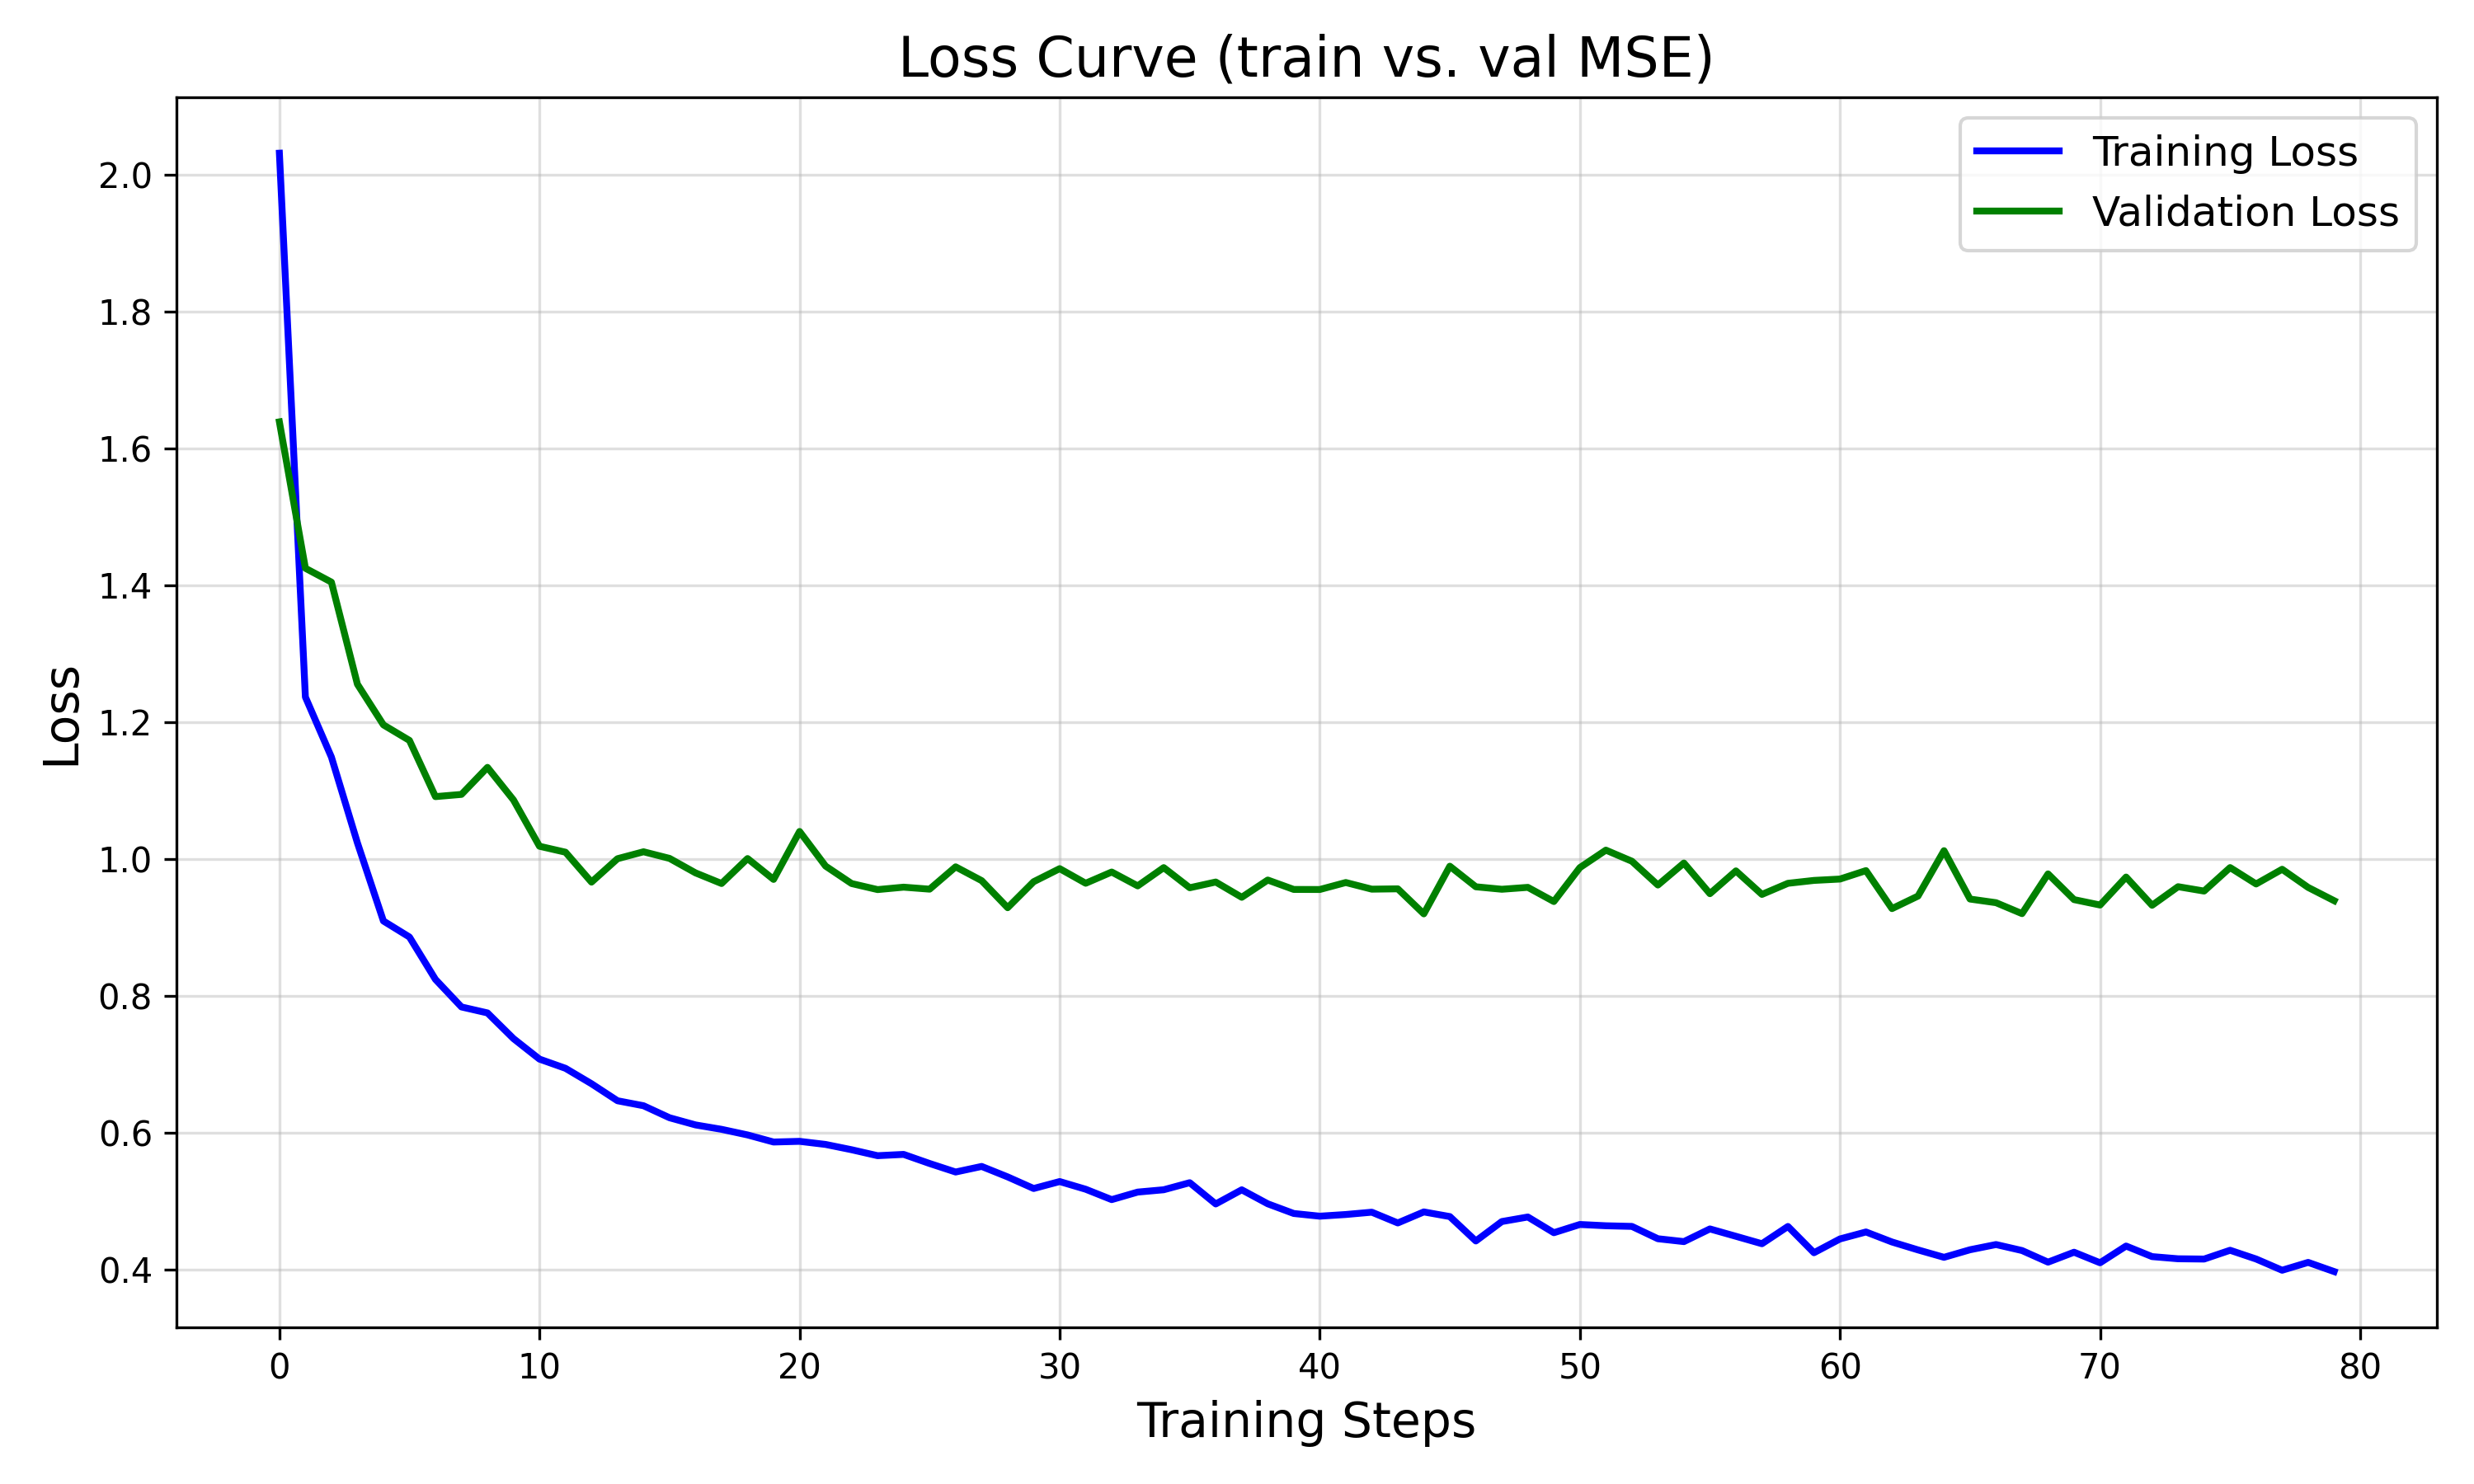 Loss Curve (train vs. val MSE)
Training Loss
Validation Loss
2.0
1.8
1.6
1.4
1.2
1.0
0.8
0.6
0.4
Loss
0 10 20 30 40 50 60 70 80
Training Steps